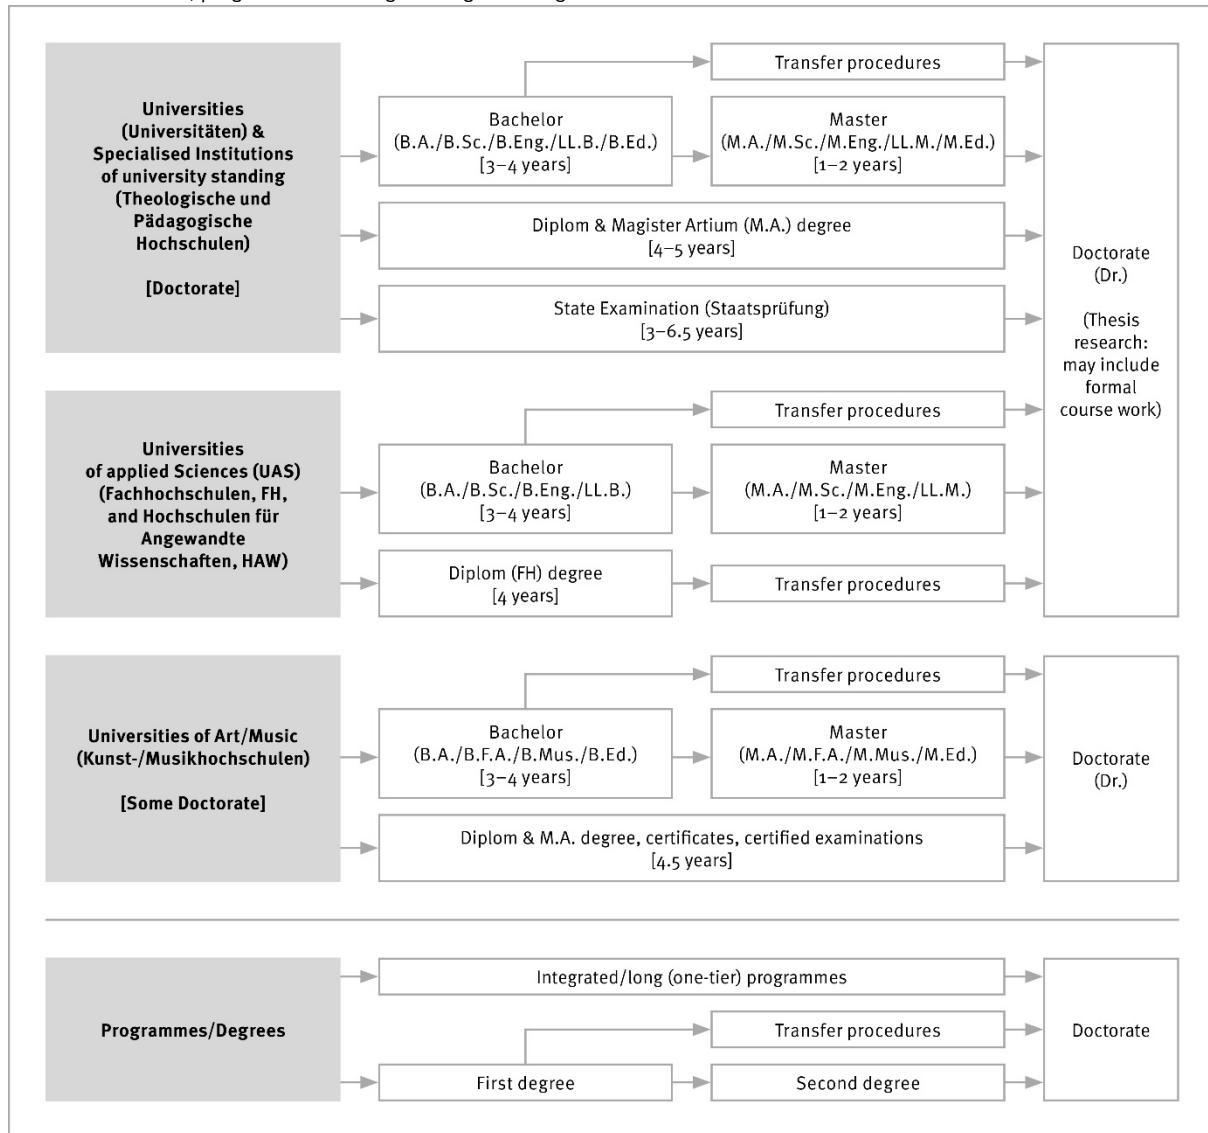 Universities
(Universitäten) &
Specialised Institutions
of university standing
(Theologische und
Pädagogische
Hochschulen)
[Doctorate]
Transfer procedures
Bachelor
(B.A./B.Sc./B.Eng./LL.B./B.Ed.)
[3–4 years]
Master
(M.A./M.Sc./M.Eng./LL.M./M.Ed.)
[1–2 years]
Diplom & Magister Artium (M.A.) degree
[4–5 years]
State Examination (Staatsprüfung)
[3–6.5 years]
Doctorate
(Dr.)
(Thesis
research:
may include
formal
course work)
Universities
of applied Sciences (UAS)
(Fachhochschulen, FH,
and Hochschulen für
Angewandte
Wissenschaften, HAW)
Transfer procedures
Bachelor
(B.A./B.Sc./B.Eng./LL.B.)
[3–4 years]
Master
(M.A./M.Sc./M.Eng./LL.M.)
[1–2 years]
Diplom (FH) degree
[4 years]
Transfer procedures
Universities of Art/Music
(Kunst-/Musikhochschulen)
[Some Doctorate]
Transfer procedures
Bachelor
(B.A./B.F.A./B.Mus./B.Ed.)
[3–4 years]
Master
(M.A./M.F.A./M.Mus./M.Ed.)
[1–2 years]
Diplom & M.A. degree, certificates, certified examinations
[4.5 years]
Doctorate
(Dr.)
Programmes/Degrees
Integrated/long (one-tier) programmes
Transfer procedures
First degree
Second degree
Doctorate